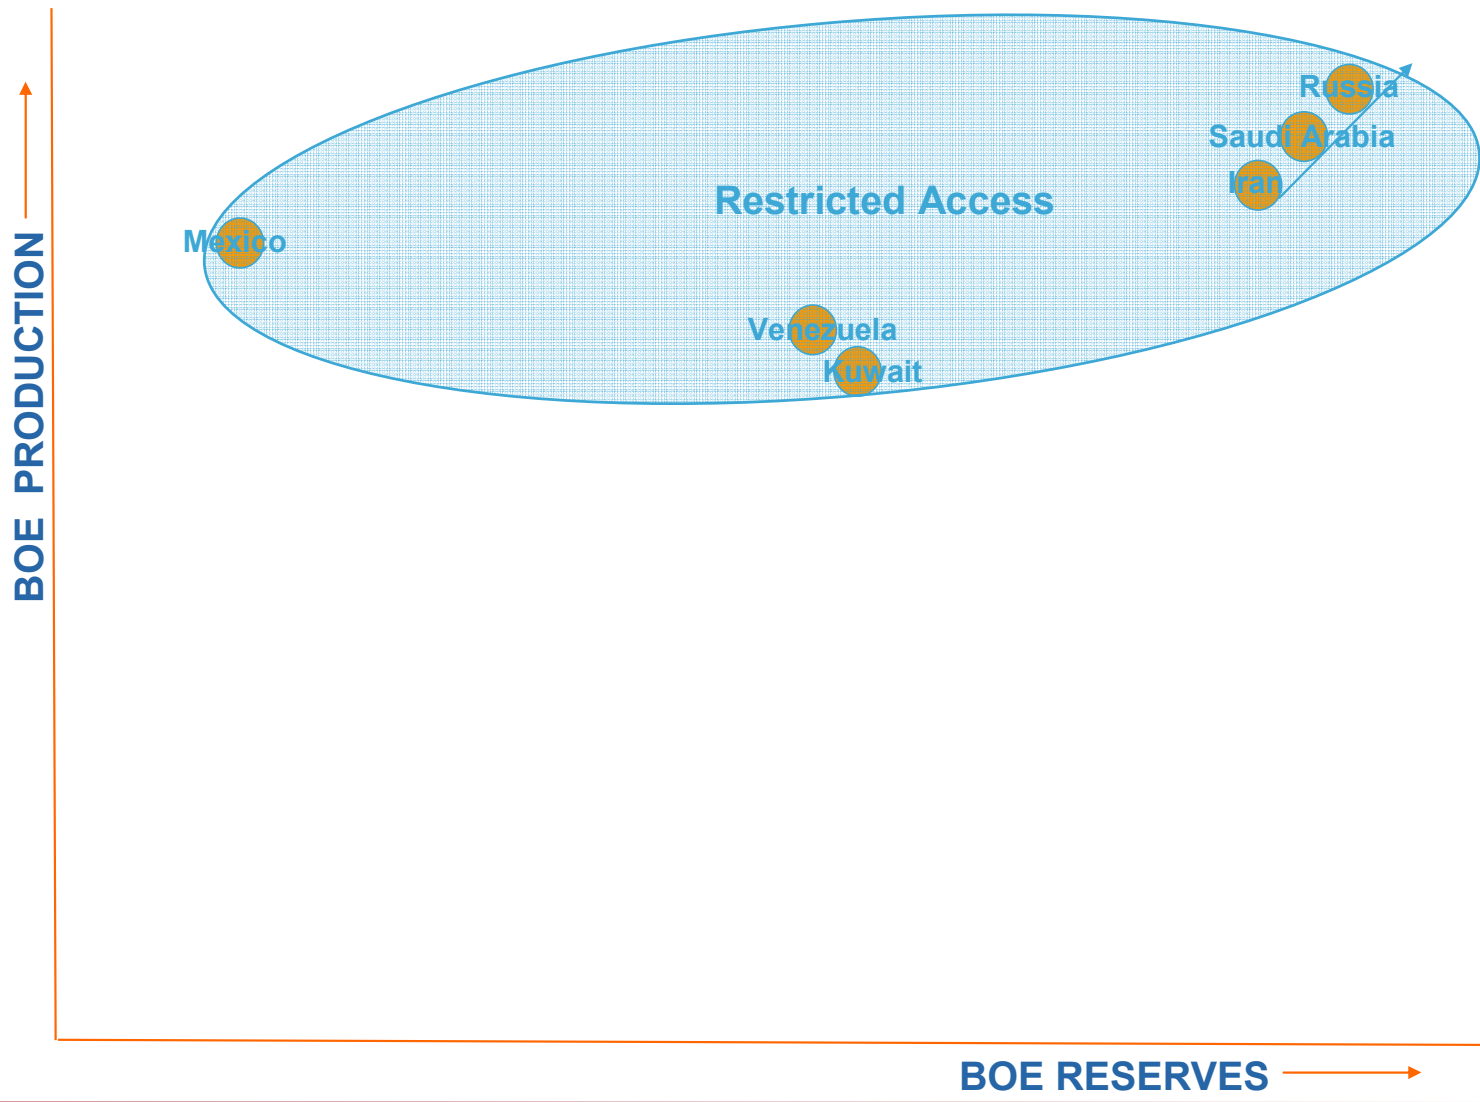 Russia
Saudi Arabia
Iran
Restricted Access
Mexico
Venezuela
Kuwait
BOE PRODUCTION
BOE RESERVES